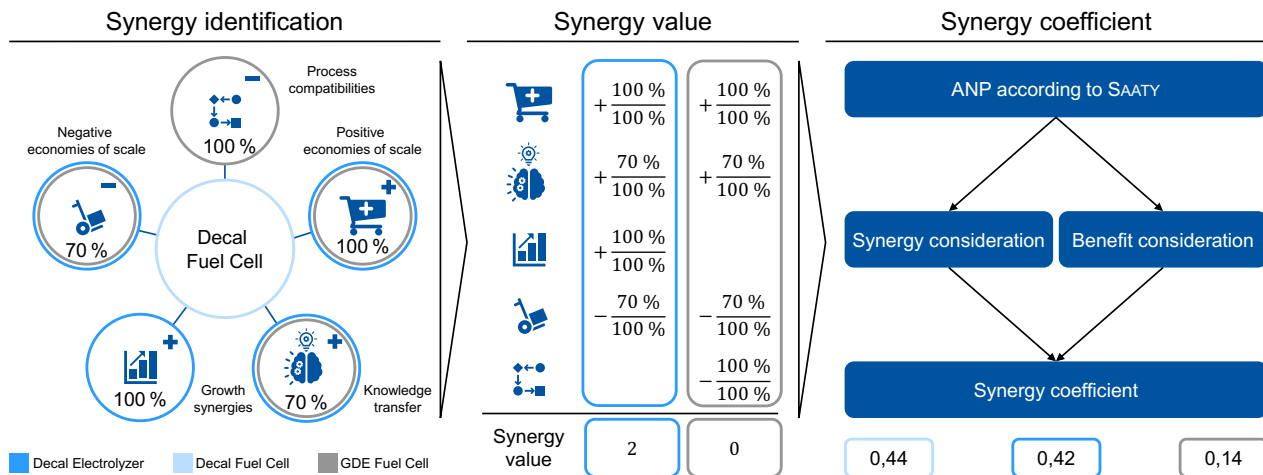 Synergy identification
Process
compatibilities
100 %
Negative
economies of scale
70 %
Positive
economies of scale
100 %
Decal
Fuel Cell
100 %
Growth
synergies
70 %
Knowledge
transfer
Decal Electrolyzer
Decal Fuel Cell
GDE Fuel Cell
Synergy value
+ 100 % / 100 %
+ 100 % / 100 %
+ 70 % / 100 %
+ 70 % / 100 %
+ 100 % / 100 %
− 70 % / 100 %
− 70 % / 100 %
− 100 % / 100 %
Synergy
value
2
0
Synergy coefficient
ANP according to SAATY
Synergy consideration
Benefit consideration
Synergy coefficient
0,44
0,42
0,14